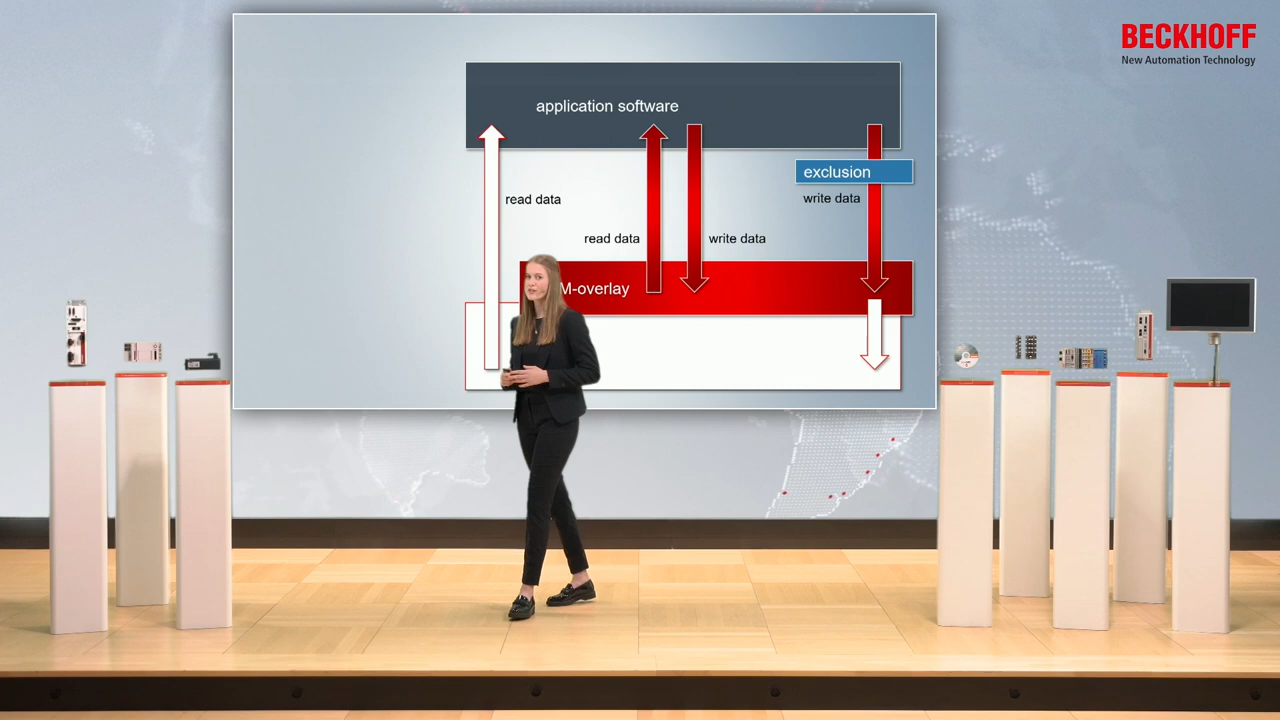 BECKHOFF
New Automation Technology
application software
exclusion
read data
write data
read data
write data
M-overlay